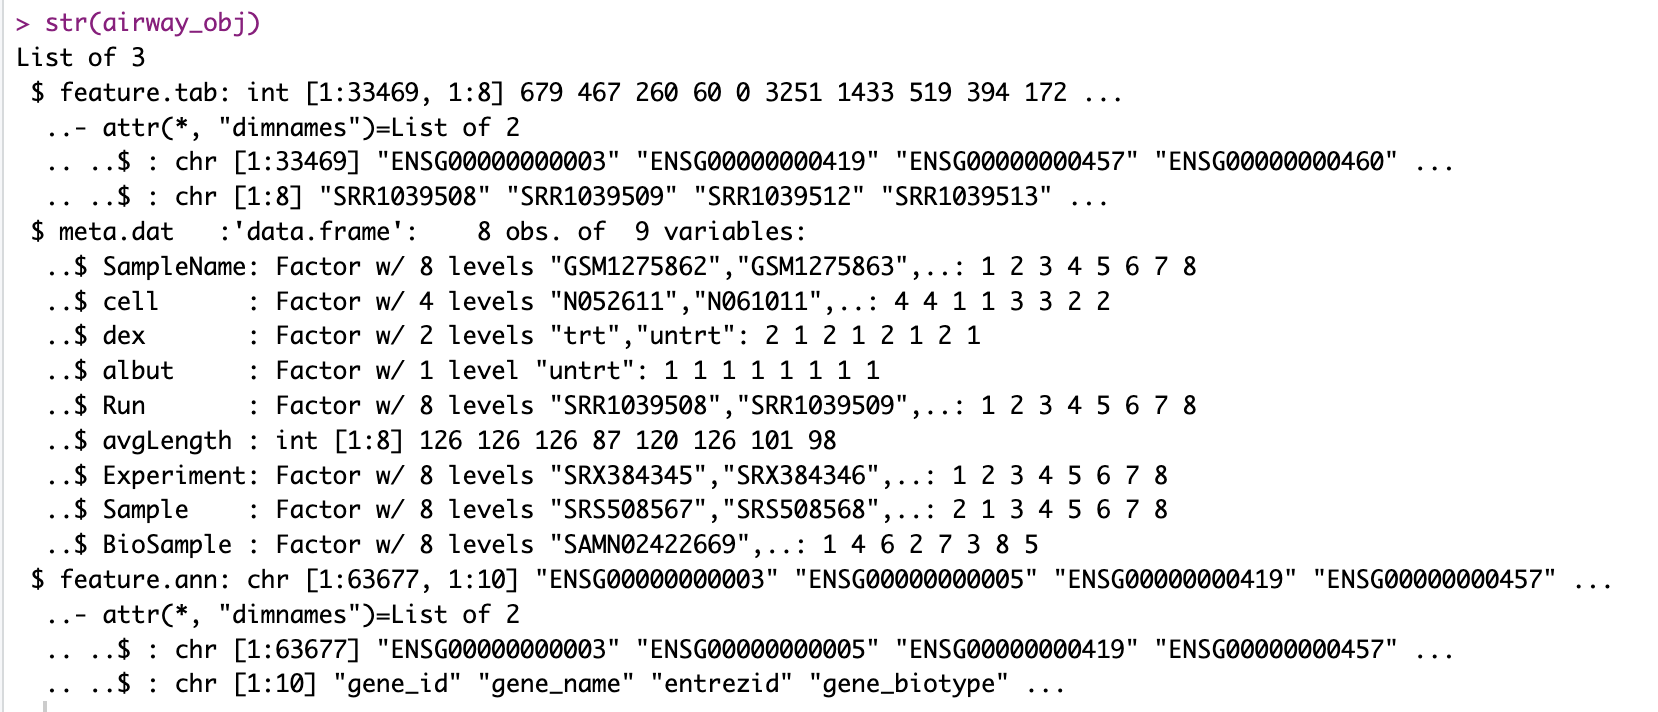 > str(airway_obj)
List of 3
 $ feature.tab: int [1:33469, 1:8] 679 467 260 60 0 3251 1433 519 394 172 ...
  ..- attr(*, "dimnames")=List of 2
  .. ..$ : chr [1:33469] "ENSG00000000003" "ENSG00000000419" "ENSG00000000457" "ENSG00000000460" ...
  .. ..$ : chr [1:8] "SRR1039508" "SRR1039509" "SRR1039512" "SRR1039513" ...
 $ meta.dat   :'data.frame':    8 obs. of  9 variables:
  ..$ SampleName: Factor w/ 8 levels "GSM1275862","GSM1275863",..: 1 2 3 4 5 6 7 8
  ..$ cell      : Factor w/ 4 levels "N052611","N061011",..: 4 4 1 1 3 3 2 2
  ..$ dex       : Factor w/ 2 levels "trt","untrt": 2 1 2 1 2 1 2 1
  ..$ albut     : Factor w/ 1 level "untrt": 1 1 1 1 1 1 1 1
  ..$ Run       : Factor w/ 8 levels "SRR1039508","SRR1039509",..: 1 2 3 4 5 6 7 8
  ..$ avgLength : int [1:8] 126 126 126 87 120 126 101 98
  ..$ Experiment: Factor w/ 8 levels "SRX384345","SRX384346",..: 1 2 3 4 5 6 7 8
  ..$ Sample    : Factor w/ 8 levels "SRS508567","SRS508568",..: 2 1 3 4 5 6 7 8
  ..$ BioSample : Factor w/ 8 levels "SAMN02422669",..: 1 4 6 2 7 3 8 5
 $ feature.ann: chr [1:63677, 1:10] "ENSG00000000003" "ENSG00000000005" "ENSG00000000419" "ENSG00000000457" ...
  ..- attr(*, "dimnames")=List of 2
  .. ..$ : chr [1:63677] "ENSG00000000003" "ENSG00000000005" "ENSG00000000419" "ENSG00000000457" ...
  .. ..$ : chr [1:10] "gene_id" "gene_name" "entrezid" "gene_biotype" ...